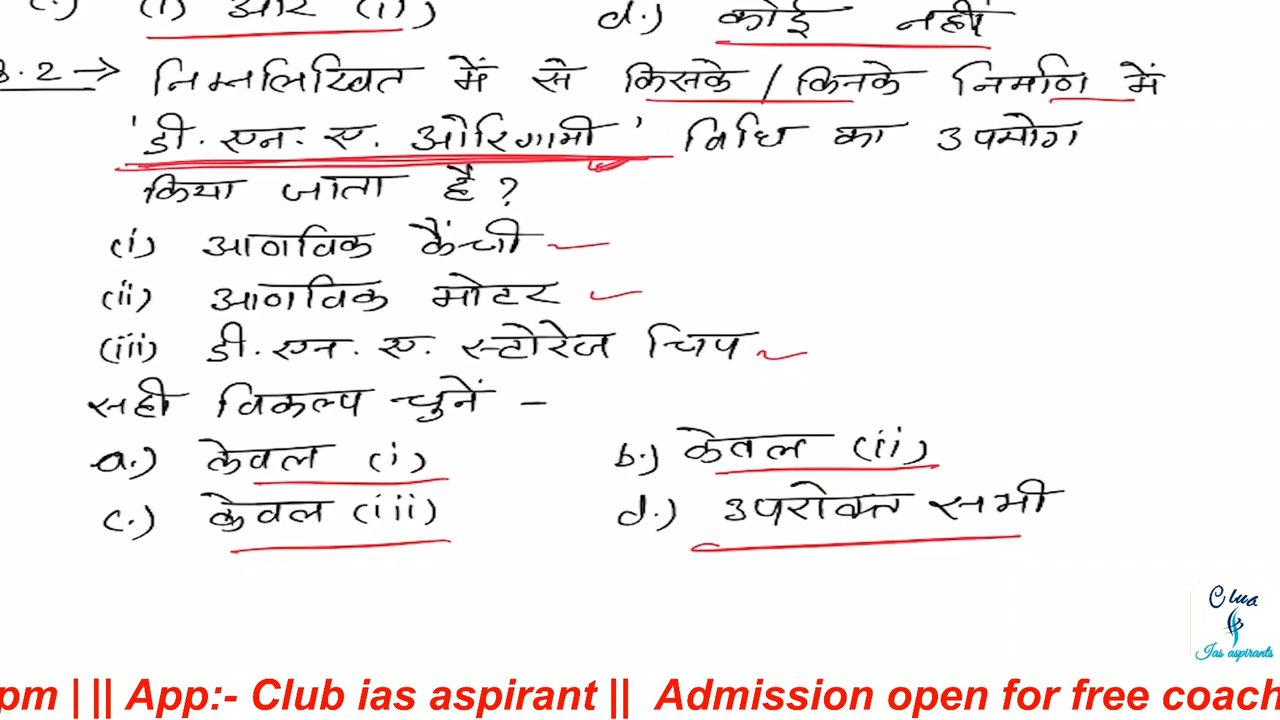 c.) (i) और (ii) d.) कोई नहीं
3.2 → निम्नलिखित में से किसके / किनके निर्माण में
'डी. एन. ए. ओरिगामी' विधि का उपयोग
किया जाता है?
(i) आणविक कैंची
(ii) आणविक मोटर
(iii) डी. एन. ए. स्टोरेज चिप
सही विकल्प चुनें -
a.) केवल (i) b.) केवल (ii)
c.) केवल (iii) d.) उपरोक्त सभी
Club
Ias aspirants
pm | || App:- Club ias aspirant || Admission open for free coach